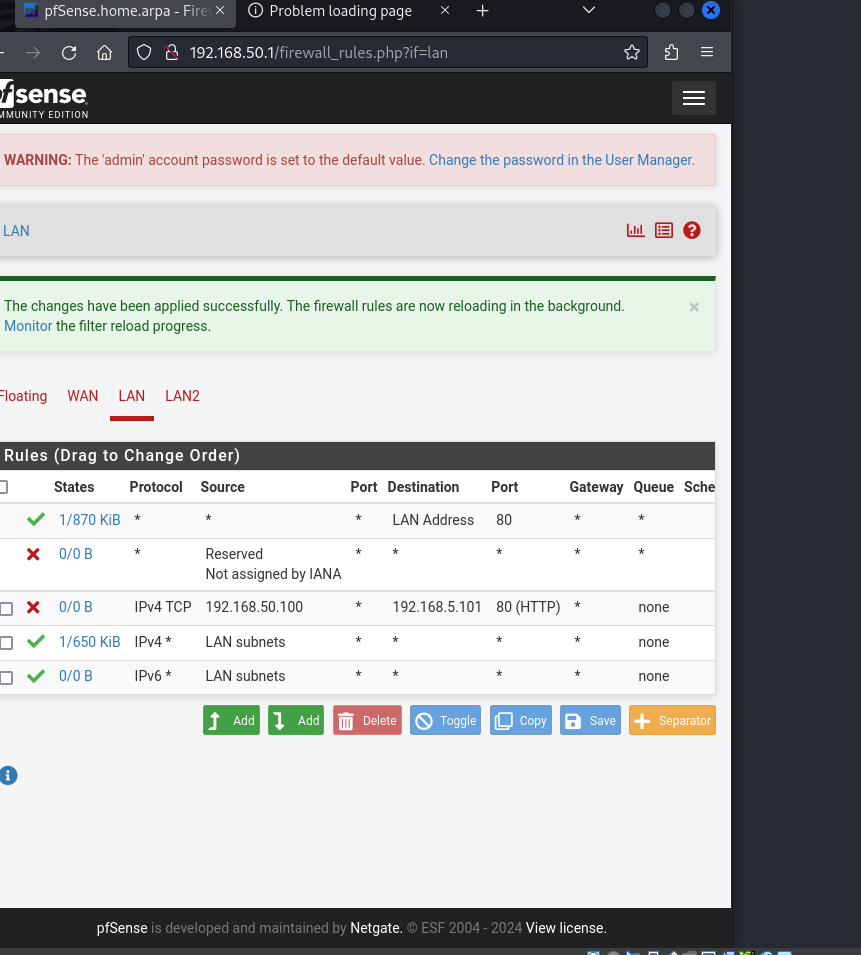 pfSense.home.arpa - Fire
Problem loading page
192.168.50.1/firewall_rules.php?if=lan
fsense
MUNITY EDITION
WARNING: The 'admin' account password is set to the default value. Change the password in the User Manager.
LAN
The changes have been applied successfully. The firewall rules are now reloading in the background.
Monitor the filter reload progress.
Floating WAN LAN LAN2
Rules (Drag to Change Order)
States Protocol Source Port Destination Port Gateway Queue Sche
1/870 KiB * * * LAN Address 80 * *
0/0 B * Reserved * * * * *
Not assigned by IANA
0/0 B IPv4 TCP 192.168.50.100 * 192.168.5.101 80 (HTTP) * none
1/650 KiB IPv4 * LAN subnets * * * * none
0/0 B IPv6 * LAN subnets * * * * none
Add Add Delete Toggle Copy Save Separator
pfSense is developed and maintained by Netgate. © ESF 2004 - 2024 View license.